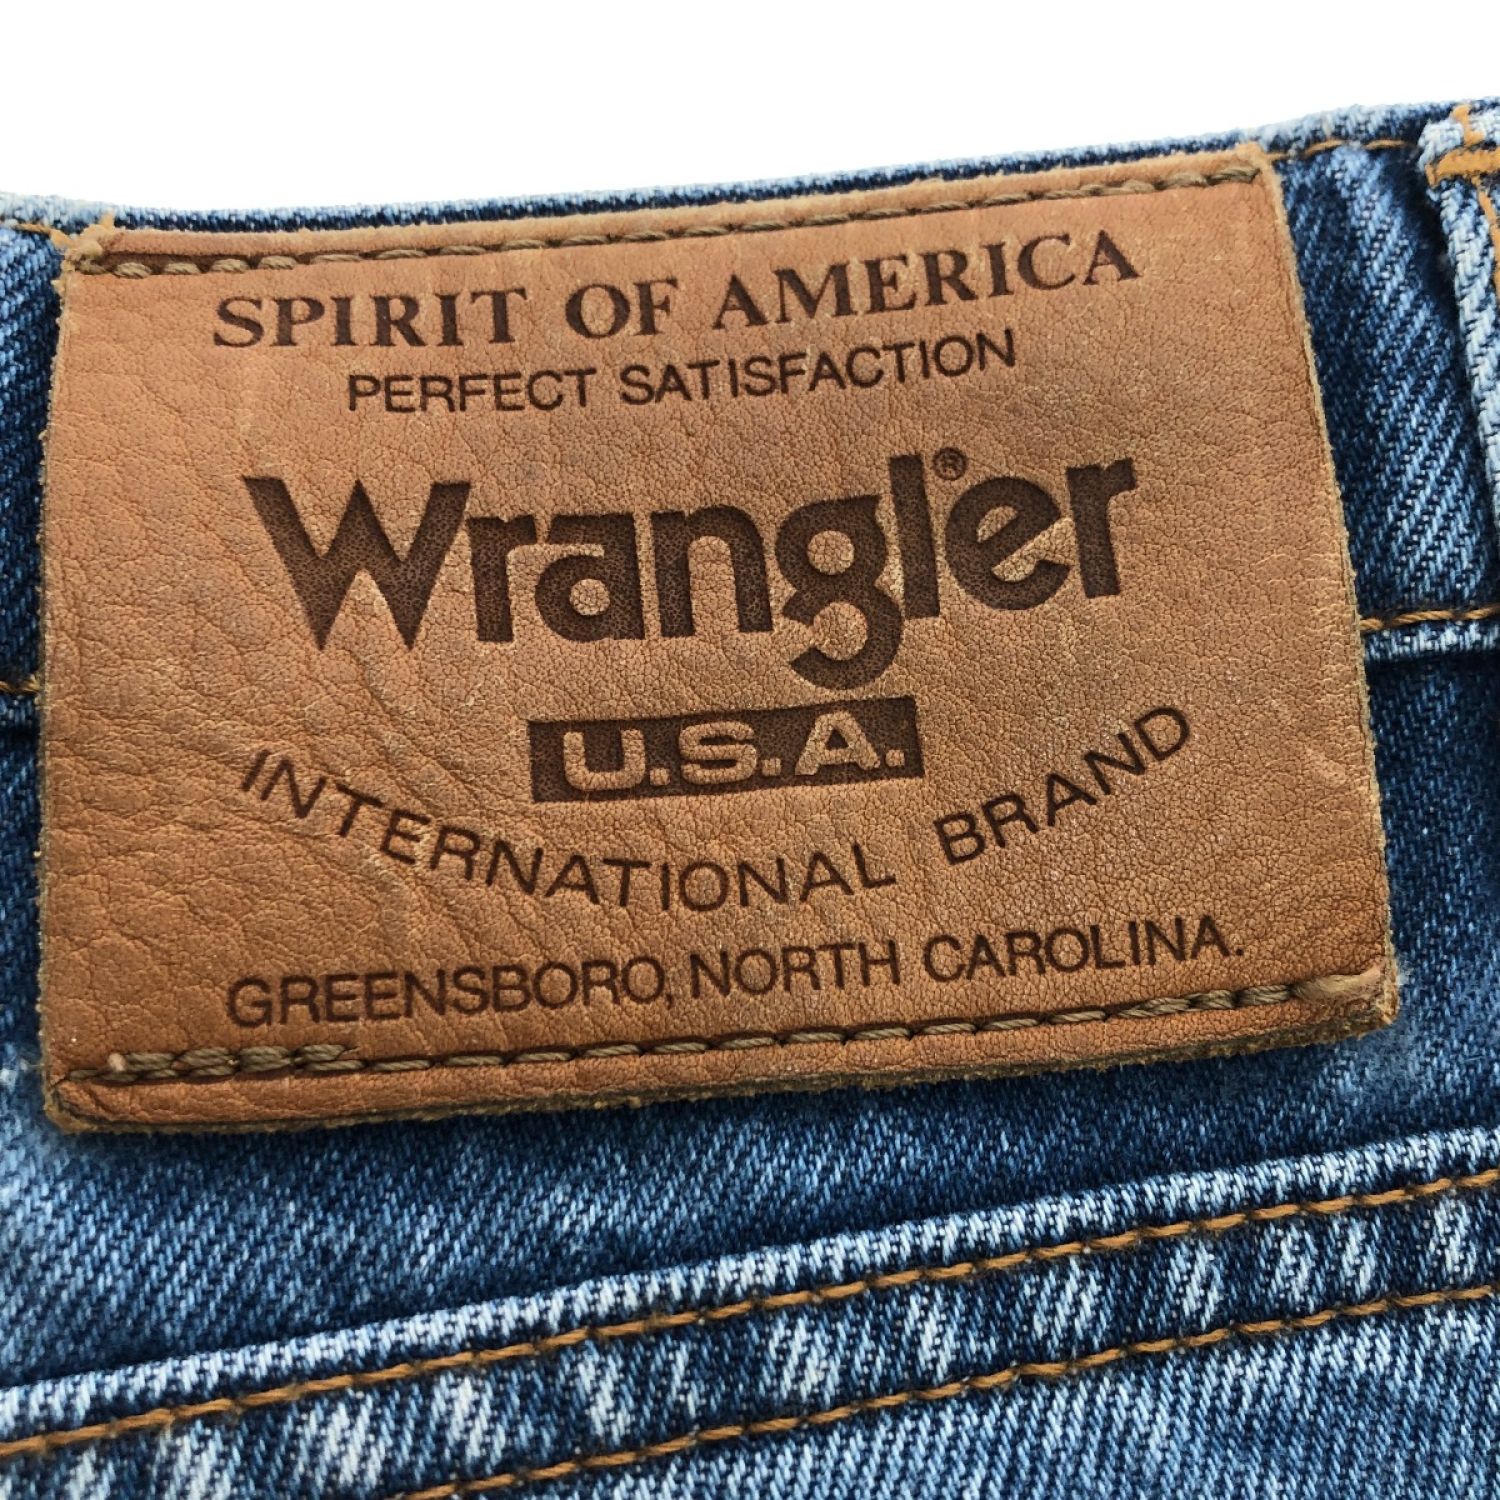 SPIRIT OF AMERICA
PERFECT SATISFACTION
Wrangler®
U.S.A.
INTERNATIONAL BRAND
GREENSBORO, NORTH CAROLINA.